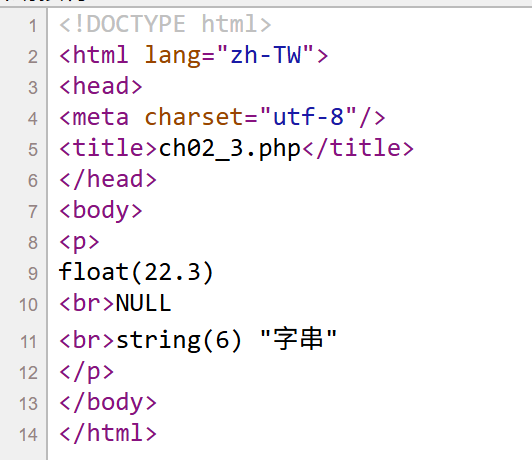 1 <!DOCTYPE html>
2 <html lang="zh-TW">
3 <head>
4 <meta charset="utf-8"/>
5 <title>ch02_3.php</title>
6 </head>
7 <body>
8 <p>
9 float(22.3)
10 <br>NULL
11 <br>string(6) "字串"
12 </p>
13 </body>
14 </html>